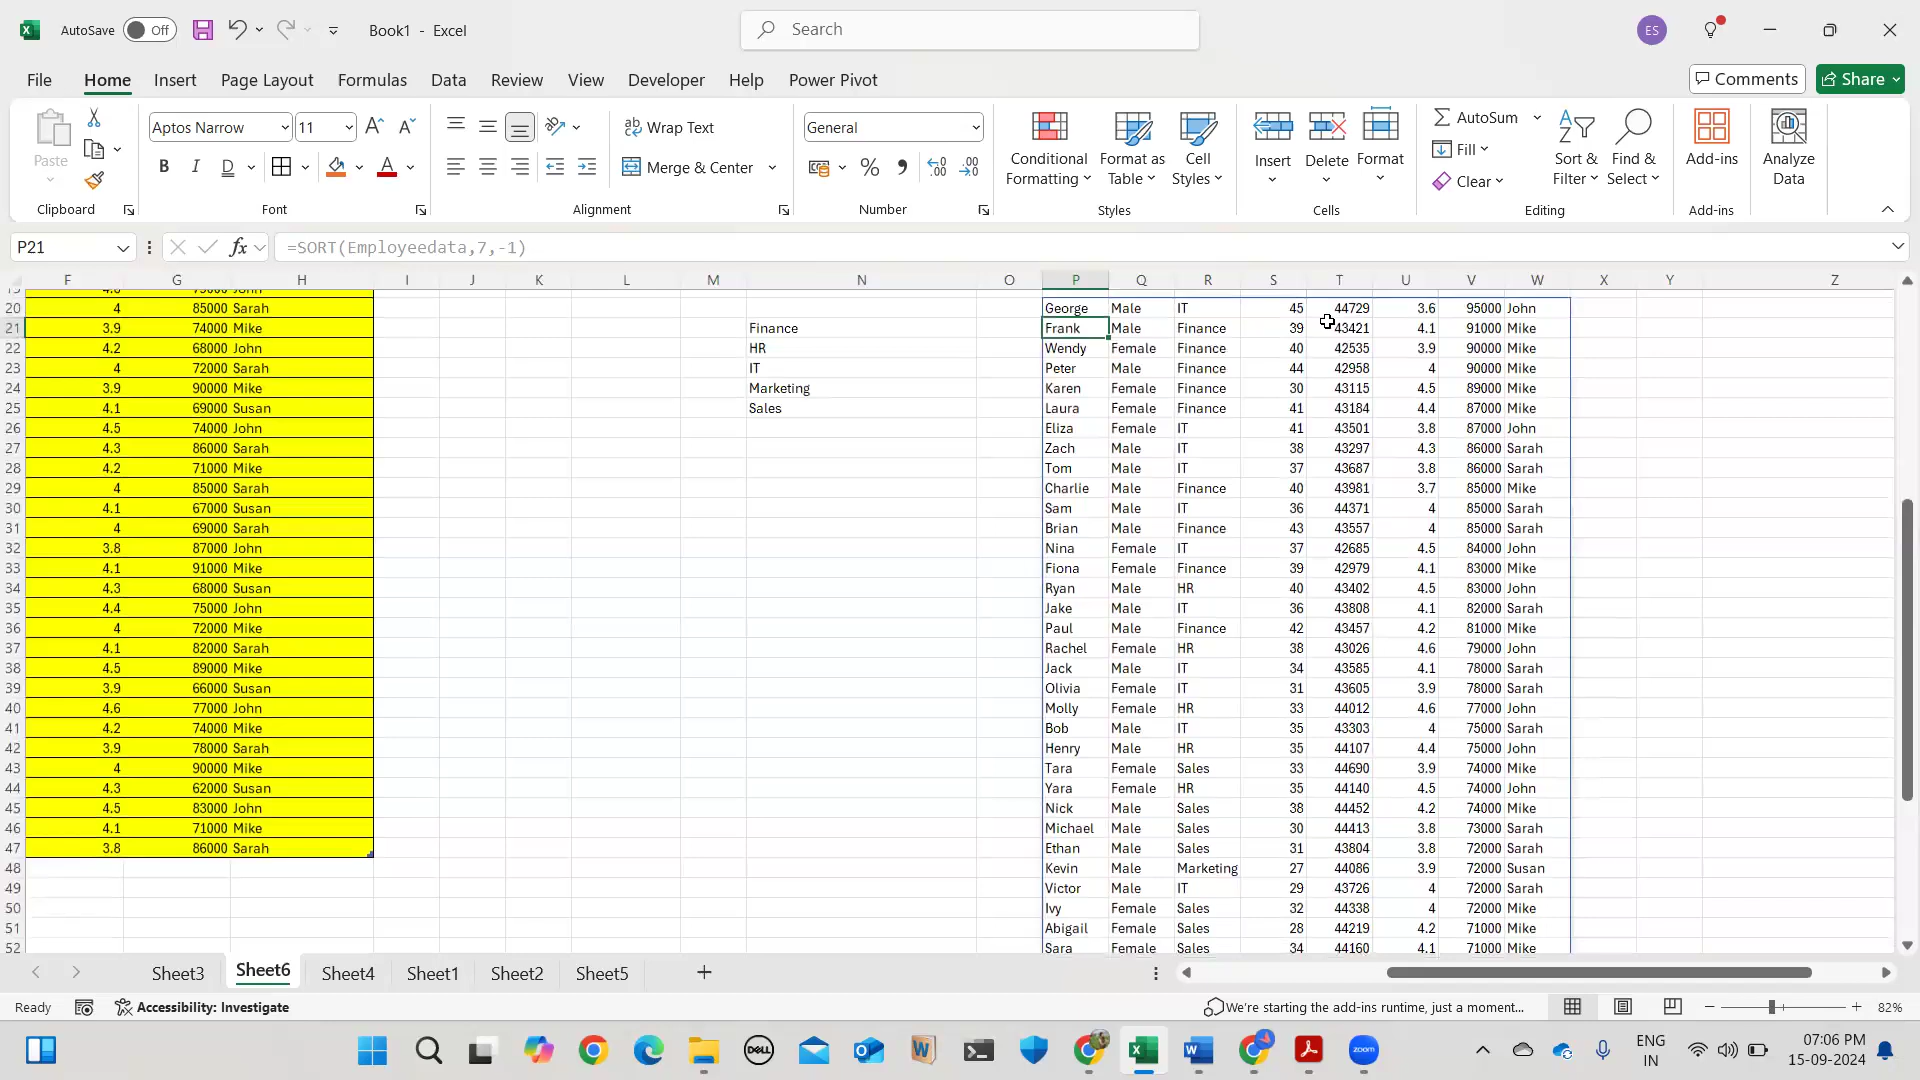 AutoSave Off Book1 - Excel Search ES
File Home Insert Page Layout Formulas Data Review View Developer Help Power Pivot Comments Share
Paste Aptos Narrow 11 Wrap Text General Conditional Formatting Format as Table Cell Styles Insert Delete Format AutoSum Fill Clear Sort & Filter Find & Select Add-ins Analyze Data
B I D Merge & Center
Clipboard Font Alignment Number Styles Cells Editing Add-ins
P21 fx =SORT(Employeedata,7,-1)
F G H I J K L M N O P Q R S T U V W X Y Z
20 4 85000 Sarah George Male IT 45 44729 3.6 95000 John
21 3.9 74000 Mike Finance Frank Male Finance 39 43421 4.1 91000 Mike
22 4.2 68000 John HR Wendy Female Finance 40 42535 3.9 90000 Mike
23 4 72000 Sarah IT Peter Male Finance 44 42958 4 90000 Mike
24 3.9 90000 Mike Marketing Karen Female Finance 30 43115 4.5 89000 Mike
25 4.1 69000 Susan Sales Laura Female Finance 41 43184 4.4 87000 Mike
26 4.5 74000 John Eliza Female IT 41 43501 3.8 87000 John
27 4.3 86000 Sarah Zach Male IT 38 43297 4.3 86000 Sarah
28 4.2 71000 Mike Tom Male IT 37 43687 3.8 86000 Sarah
29 4 85000 Sarah Charlie Male Finance 40 43981 3.7 85000 Mike
30 4.1 67000 Susan Sam Male IT 36 44371 4 85000 Sarah
31 4 69000 Sarah Brian Male Finance 43 43557 4 85000 Sarah
32 3.8 87000 John Nina Female IT 37 42685 4.5 84000 John
33 4.1 91000 Mike Fiona Female Finance 39 42979 4.1 83000 Mike
34 4.3 68000 Susan Ryan Male HR 40 43402 4.5 83000 John
35 4.4 75000 John Jake Male IT 36 43808 4.1 82000 Sarah
36 4 72000 Mike Paul Male Finance 42 43457 4.2 81000 Mike
37 4.1 82000 Sarah Rachel Female HR 38 43026 4.6 79000 John
38 4.5 89000 Mike Jack Male IT 34 43585 4.1 78000 Sarah
39 3.9 66000 Susan Olivia Female IT 31 43605 3.9 78000 Sarah
40 4.6 77000 John Molly Female HR 33 44012 4.6 77000 John
41 4.2 74000 Mike Bob Male IT 35 43303 4 75000 Sarah
42 3.9 78000 Sarah Henry Male HR 35 44107 4.4 75000 John
43 4 90000 Mike Tara Female Sales 33 44690 3.9 74000 Mike
44 4.3 62000 Susan Yara Female HR 35 44140 4.5 74000 John
45 4.5 83000 John Nick Male Sales 38 44452 4.2 74000 Mike
46 4.1 71000 Mike Michael Male Sales 30 44413 3.8 73000 Sarah
47 3.8 86000 Sarah Ethan Male Sales 31 43804 3.8 72000 Sarah
48 Kevin Male Marketing 27 44086 3.9 72000 Susan
49 Victor Male IT 29 43726 4 72000 Sarah
50 Ivy Female Sales 32 44338 4 72000 Mike
51 Abigail Female Sales 28 44219 4.2 71000 Mike
52 Sara Female Sales 34 44160 4.1 71000 Mike
Sheet3 Sheet6 Sheet4 Sheet1 Sheet2 Sheet5
Ready Accessibility: Investigate We're starting the add-ins runtime, just a moment... 82%
DELL W zoom ENG IN 07:06 PM 15-09-2024